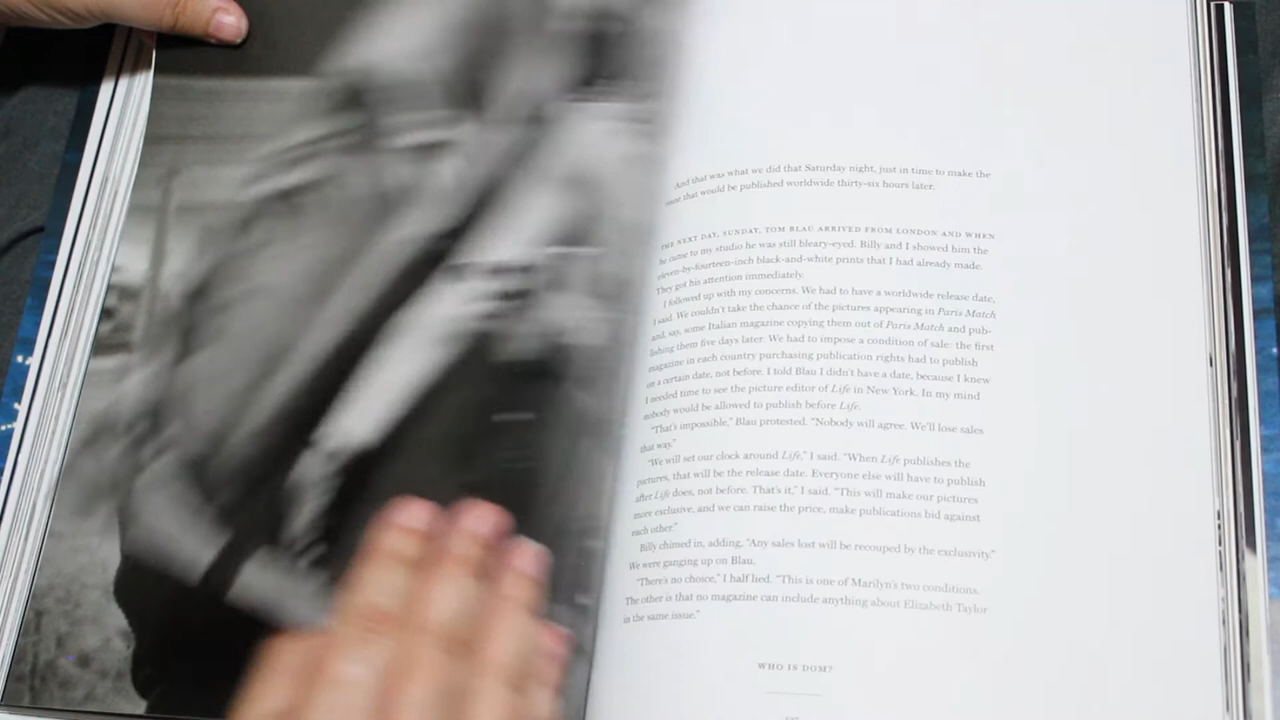 And that was what we did that Saturday night, just in time to make the
issue that would be published worldwide thirty-six hours later.
THE NEXT DAY, SUNDAY, TOM BLAU ARRIVED FROM LONDON AND WHEN
he came to my studio he was still bleary-eyed. Billy and I showed him the
eleven-by-fourteen-inch black-and-white prints that I had already made.
They got his attention immediately.
I followed up with my concerns. We had to have a worldwide release date,
I said. We couldn't take the chance of the pictures appearing in Paris Match
and, say, some Italian magazine copying them out of Paris Match and pub-
lishing them five days later. We had to impose a condition of sale: the first
magazine in each country purchasing publication rights had to publish
on a certain date, not before. I told Blau I didn't have a date, because I knew
I needed time to see the picture editor of Life in New York. In my mind
nobody would be allowed to publish before Life.
"That's impossible," Blau protested. "Nobody will agree. We'll lose sales
that way."
"We will set our clock around Life," I said. "When Life publishes the
pictures, that will be the release date. Everyone else will have to publish
after Life does, not before. That's it," I said. "This will make our pictures
more exclusive, and we can raise the price, make publications bid against
each other."
Billy chimed in, adding, "Any sales lost will be recouped by the exclusivity."
We were ganging up on Blau.
"There's no choice," I half lied. "This is one of Marilyn's two conditions.
The other is that no magazine can include anything about Elizabeth Taylor
in the same issue."
WHO IS DOM?